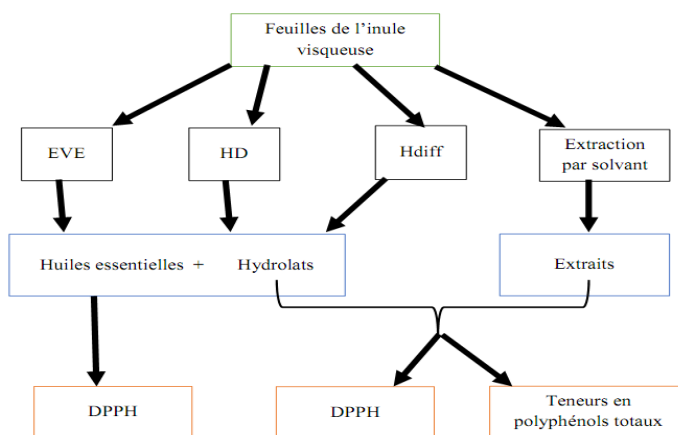 Feuilles de l'inule
visqueuse
EVE
HD
Hdiff
Extraction
par solvant
Huiles essentielles + Hydrolats
Extraits
DPPH
DPPH
Teneurs en
polyphénols totaux